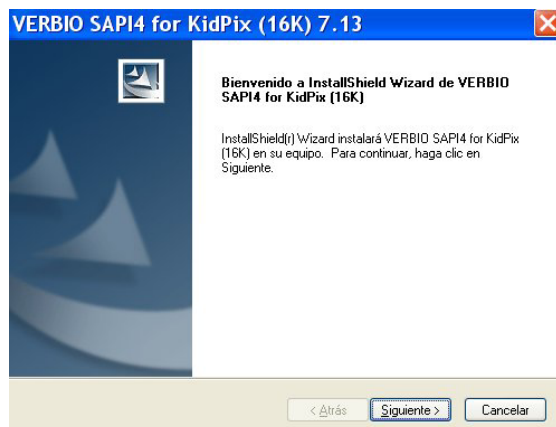 VERBIO SAPI4 for KidPix (16K) 7.13
Bienvenido a InstallShield Wizard de VERBIO
SAPI4 for KidPix (16K)
InstallShield(r) Wizard instalará VERBIO SAPI4 for KidPix
(16K) en su equipo. Para continuar, haga clic en
Siguiente.
< Atrás Siguiente > Cancelar